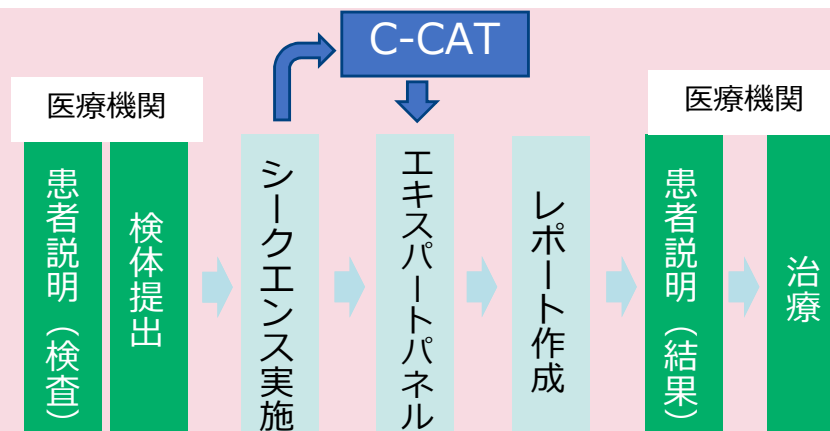 C-CAT
医療機関
医療機関
患者説明（検査）
検体提出
シークエンス実施
エキスパートパネル
レポート作成
患者説明（結果）
治療